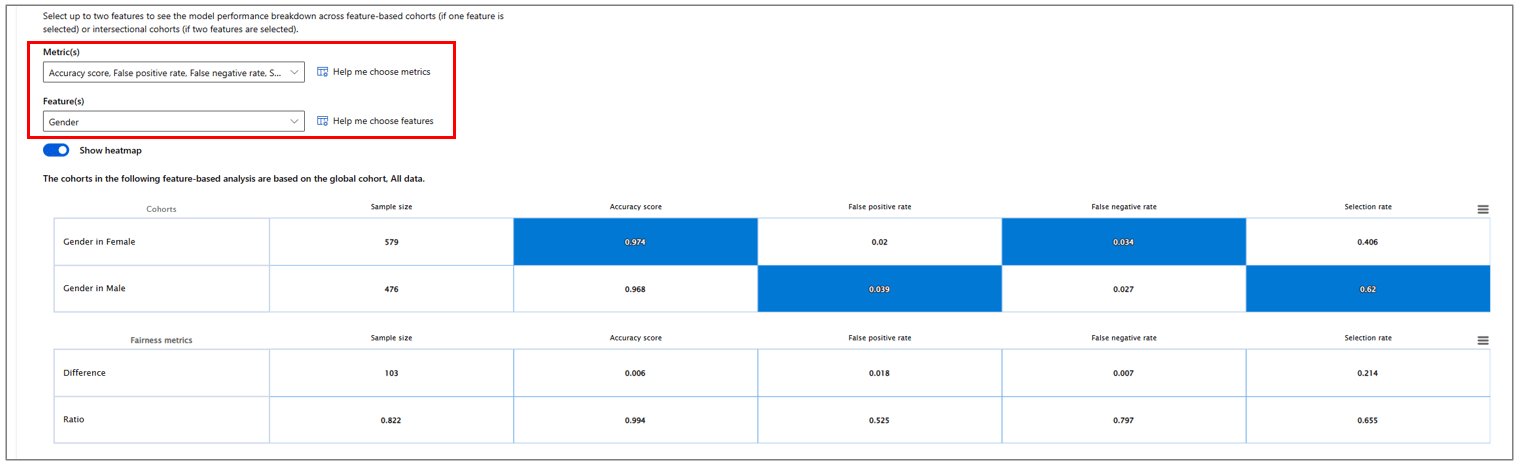 Select up to two features to see the model performance breakdown across feature-based cohorts (if one feature is
selected) or intersectional cohorts (if two features are selected).
Metric(s)
Accuracy score, False positive rate, False negative rate, S... Help me choose metrics
Feature(s)
Gender Help me choose features
Show heatmap
The cohorts in the following feature-based analysis are based on the global cohort, All data.
Cohorts Sample size Accuracy score False positive rate False negative rate Selection rate
Gender in Female 579 0.974 0.02 0.034 0.406
Gender in Male 476 0.968 0.039 0.027 0.62
Fairness metrics Sample size Accuracy score False positive rate False negative rate Selection rate
Difference 103 0.006 0.018 0.007 0.214
Ratio 0.822 0.994 0.525 0.797 0.655